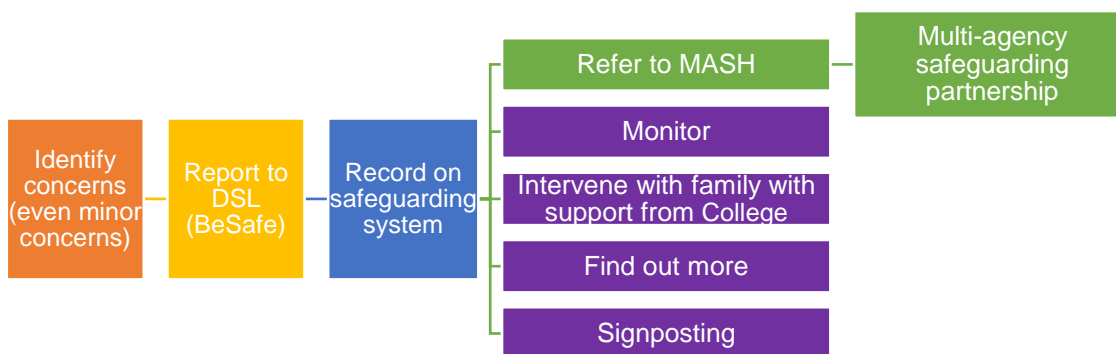 Identify
concerns
(even minor
concerns)
Report to
DSL
(BeSafe)
Record on
safeguarding
system
Refer to MASH
Multi-agency
safeguarding
partnership
Monitor
Intervene with family with
support from College
Find out more
Signposting